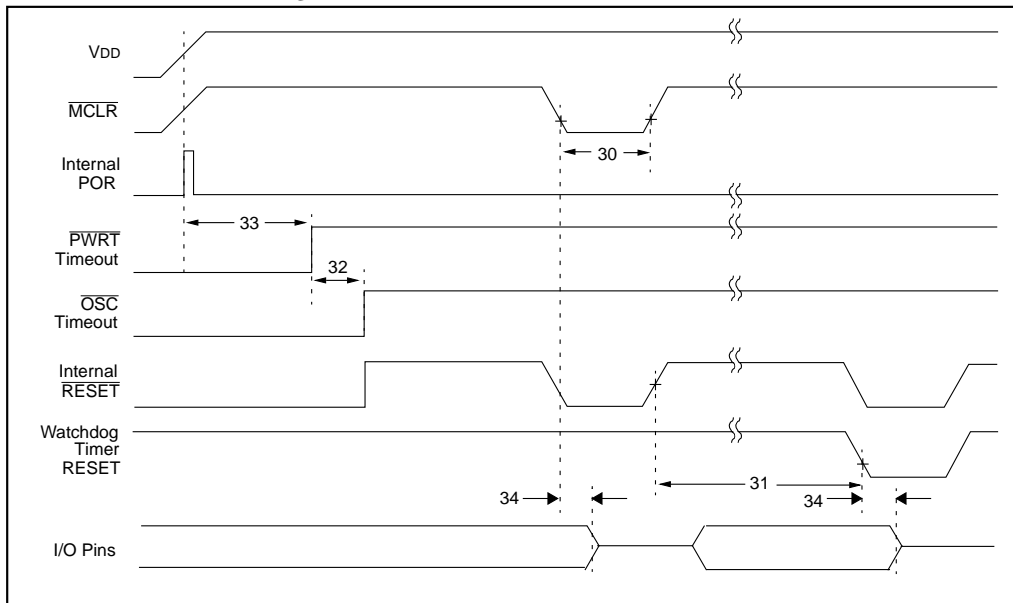 VDD
MCLR
Internal
POR
PWRT
Timeout
OSC
Timeout
Internal
RESET
Watchdog
Timer
RESET
I/O Pins
30
33
32
31
34
34